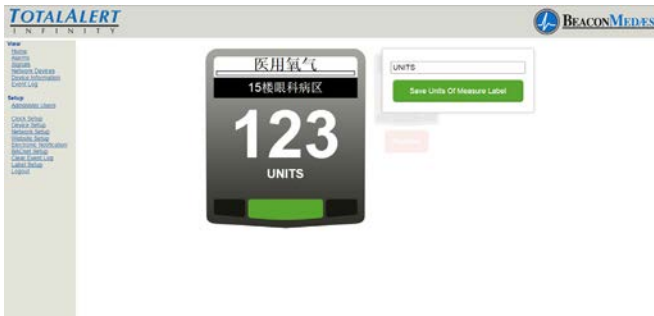 TOTALALERT
INFINITY
BEACONMEDÆS
View
Home
Alarms
Signals
Network Devices
Device Information
Event Log
Setup
Administer Users
Clock Setup
Device Setup
Network Setup
Website Setup
Electronic Notification
BACnet Setup
Clear Event Log
Label Setup
Logout
医用氧气
15楼眼科病区
123
UNITS
UNITS
Save Units Of Measure Label